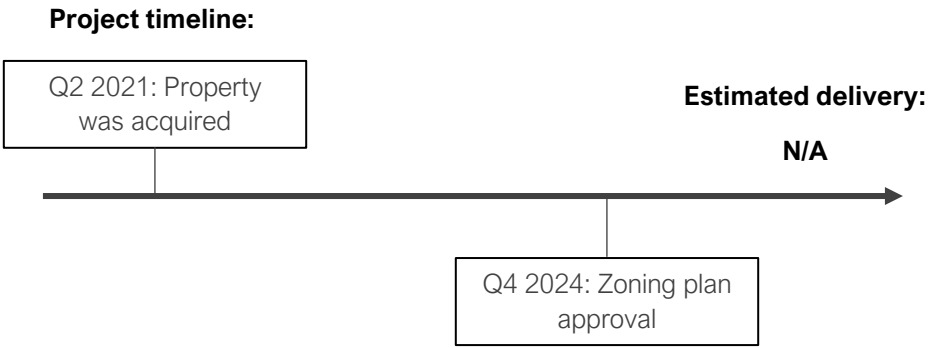 Project timeline:
Q2 2021: Property
was acquired
Estimated delivery:
N/A
Q4 2024: Zoning plan
approval